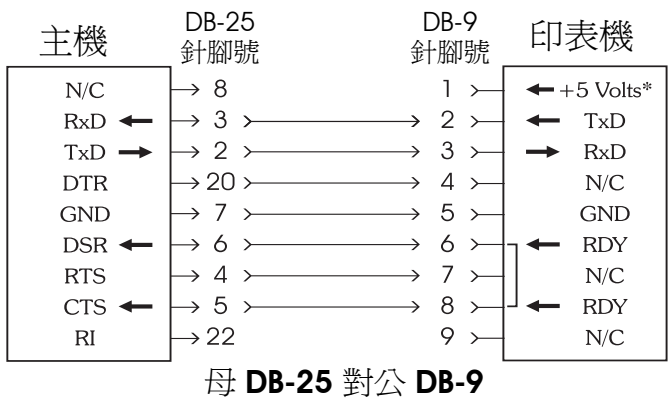 主機 DB-25 DB-9 印表機
針腳號 針腳號
N/C 8 1 +5 Volts*
RxD 3 2 TxD
TxD 2 3 RxD
DTR 20 4 N/C
GND 7 5 GND
DSR 6 6 RDY
RTS 4 7 N/C
CTS 5 8 RDY
RI 22 9 N/C
母 DB-25 對公 DB-9